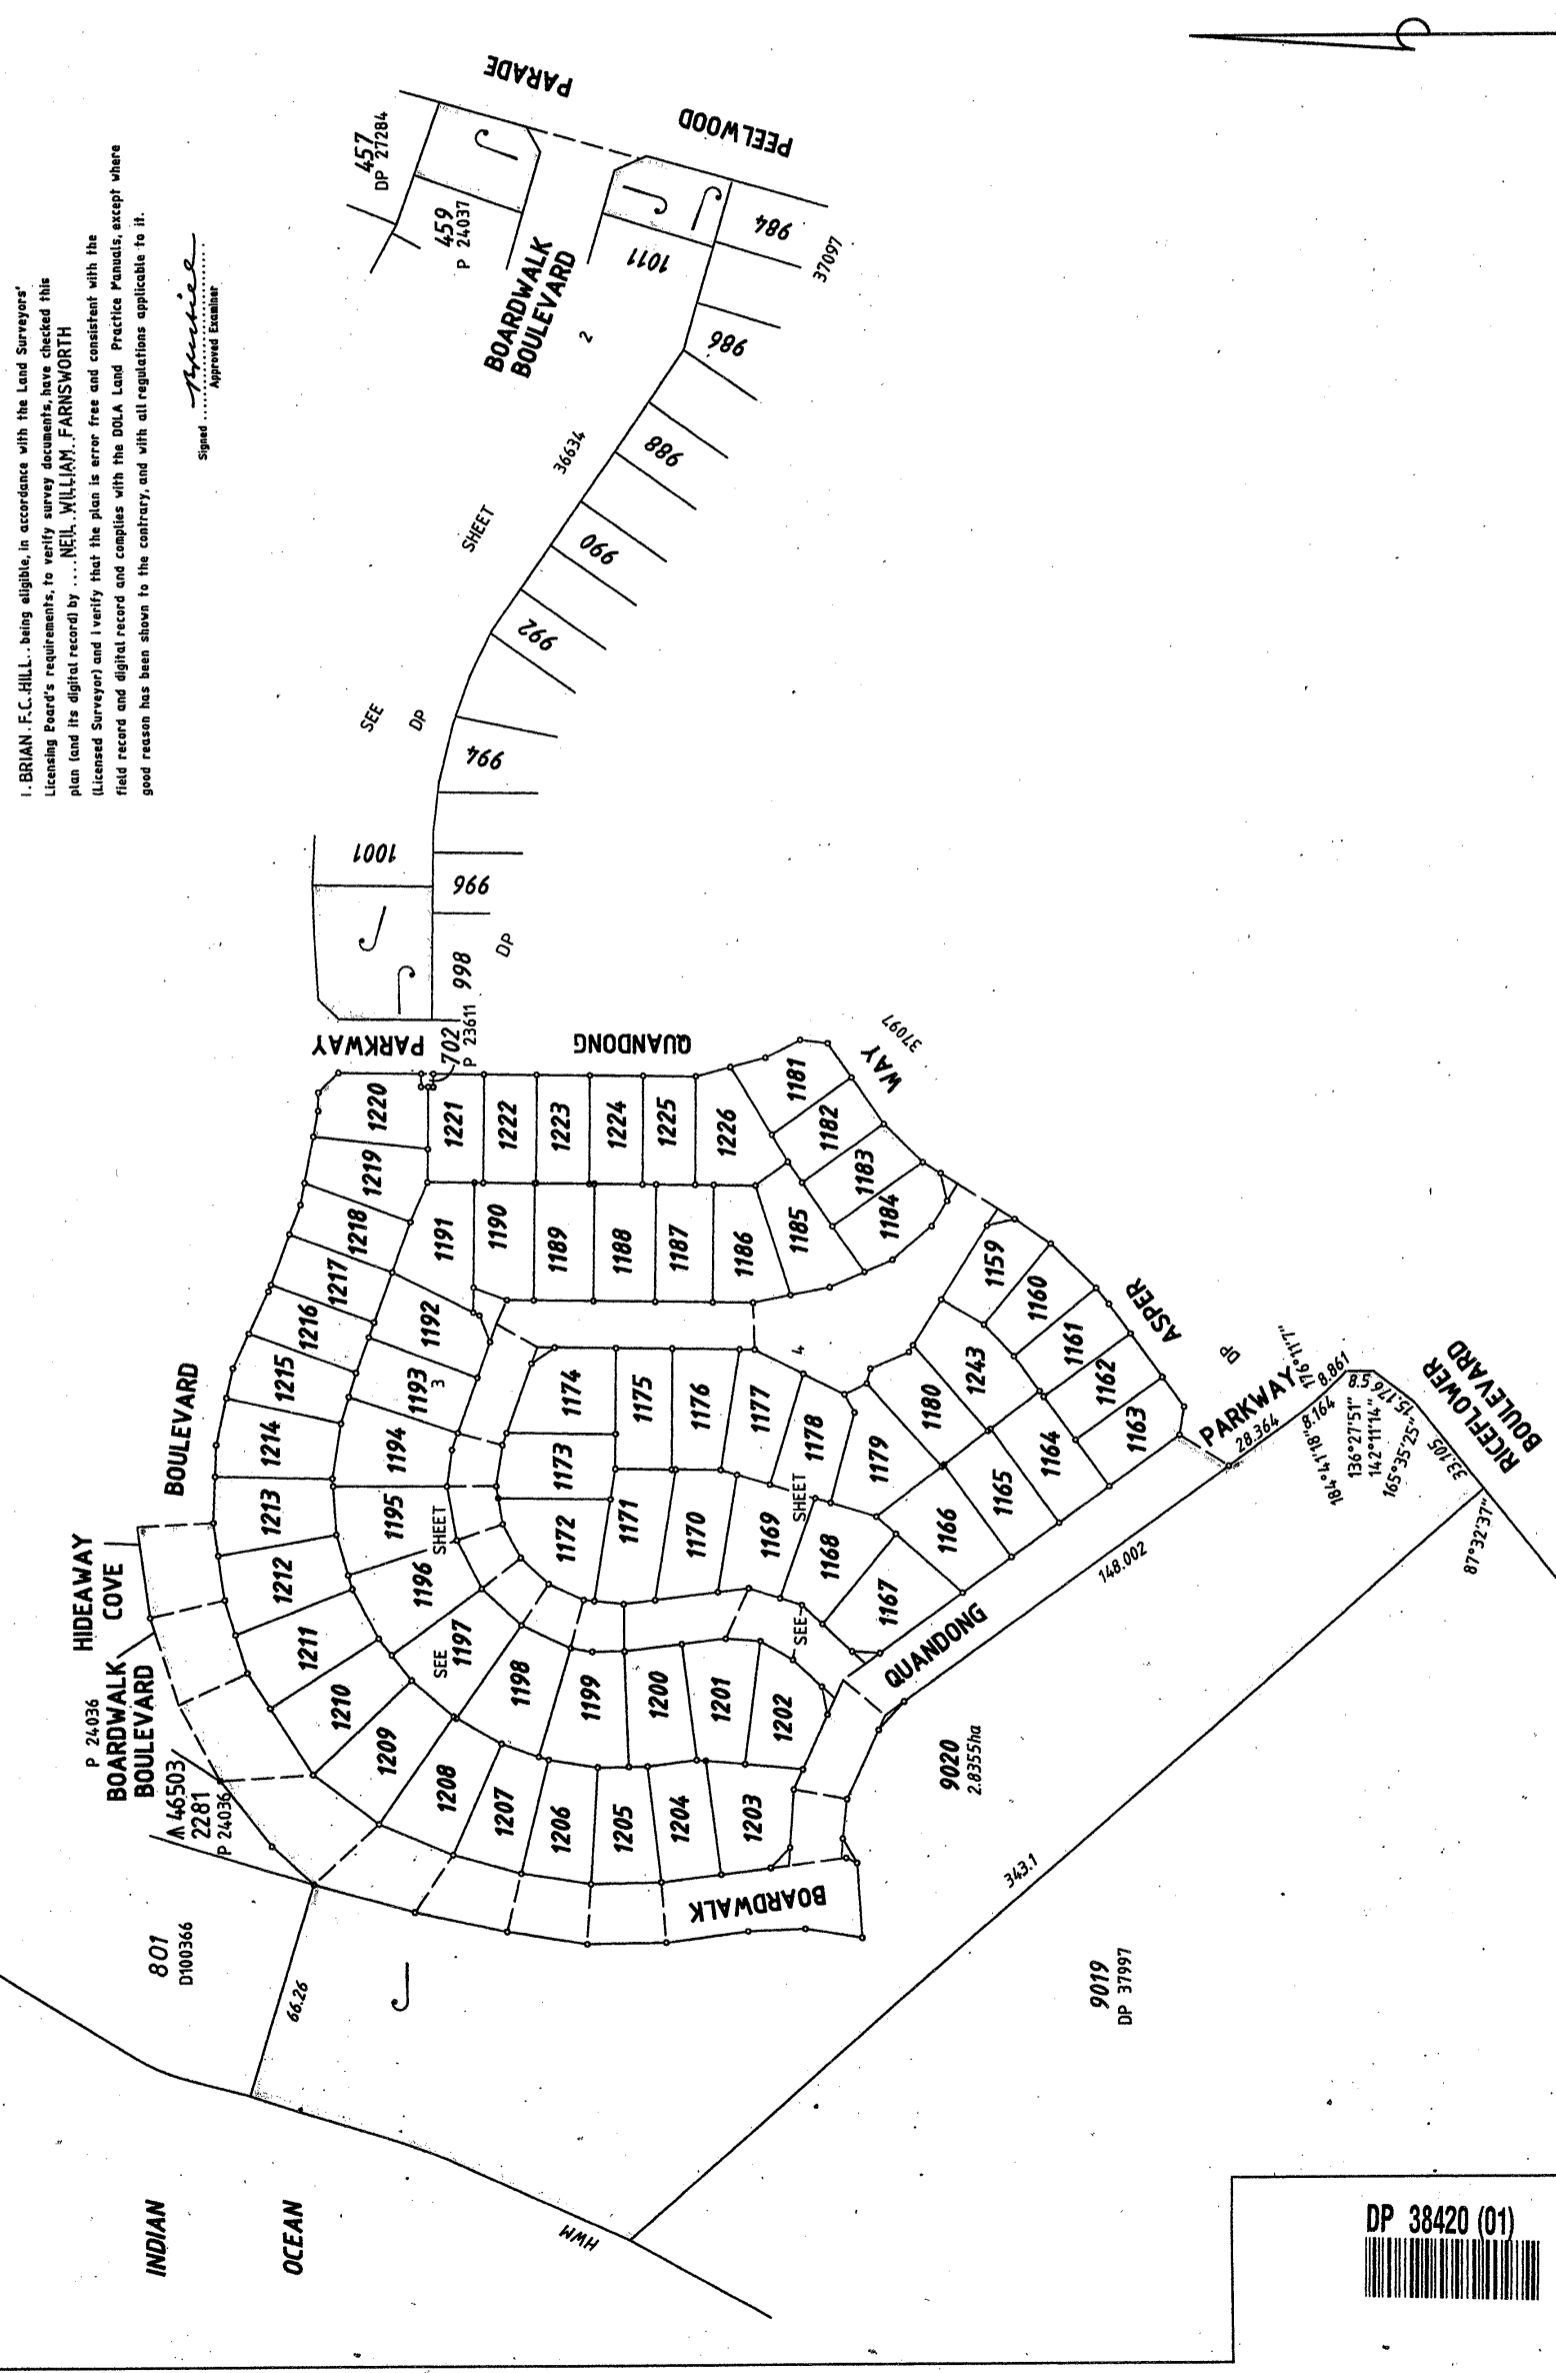 I, BRIAN. F.C. HILL.. being eligible, in accordance with the Land Surveyors'
Licensing Board's requirements, to verify survey documents, have checked this
plan (and its digital record) by .... NEIL. WILLIAM. FARNSWORTH
(Licensed Surveyor) and I verify that the plan is error free and consistent with the
field record and digital record and complies with the DOLA Land Practice Manuals, except where
good reason has been shown to the contrary, and with all regulations applicable to it.
Signed
Approved Examiner
INDIAN
OCEAN
HWM
801
D100366
66.26
A 46503
2281
P 24036
P 24036
BOARDWALK
BOULEVARD
HIDEAWAY
COVE
BOULEVARD
1220
1219
1218
1217
1216
1215
1214
1213
1212
1211
1210
1209
1208
1207
1206
1205
1204
1203
1202
1201
1200
1199
1198
1197
1196
1195
1194
1193
1192
1191
1190
1189
1188
1187
1186
1185
1184
1183
1182
1181
1221
1222
1223
1224
1225
1226
SEE
SHEET
3
1174
1175
1176
1177
1178
1173
1172
1171
1170
1169
1168
1167
1166
1165
1164
1163
1162
1161
1160
1159
1243
1180
1179
SEE
SHEET
4
BOARDWALK
QUANDONG
PARKWAY
ASPER
WAY
DP
37097
148.002
28.364
184°41'18"
8.164
176°11'7"
8.861
136°27'51"
8.5
142°11'14"
15.176
165°35'25"
33.105
87°32'37"
RICEFLOWER
BOULEVARD
9020
2.8355ha
343.1
9019
DP 37997
PARKWAY
QUANDONG
702
P 23611
998
996
994
992
990
988
986
984
1001
1011
DP
37097
SEE
SHEET
2
DP
36634
BOARDWALK
BOULEVARD
459
P 24037
457
DP 27284
PEELWOOD
PARADE
DP 38420 (01)